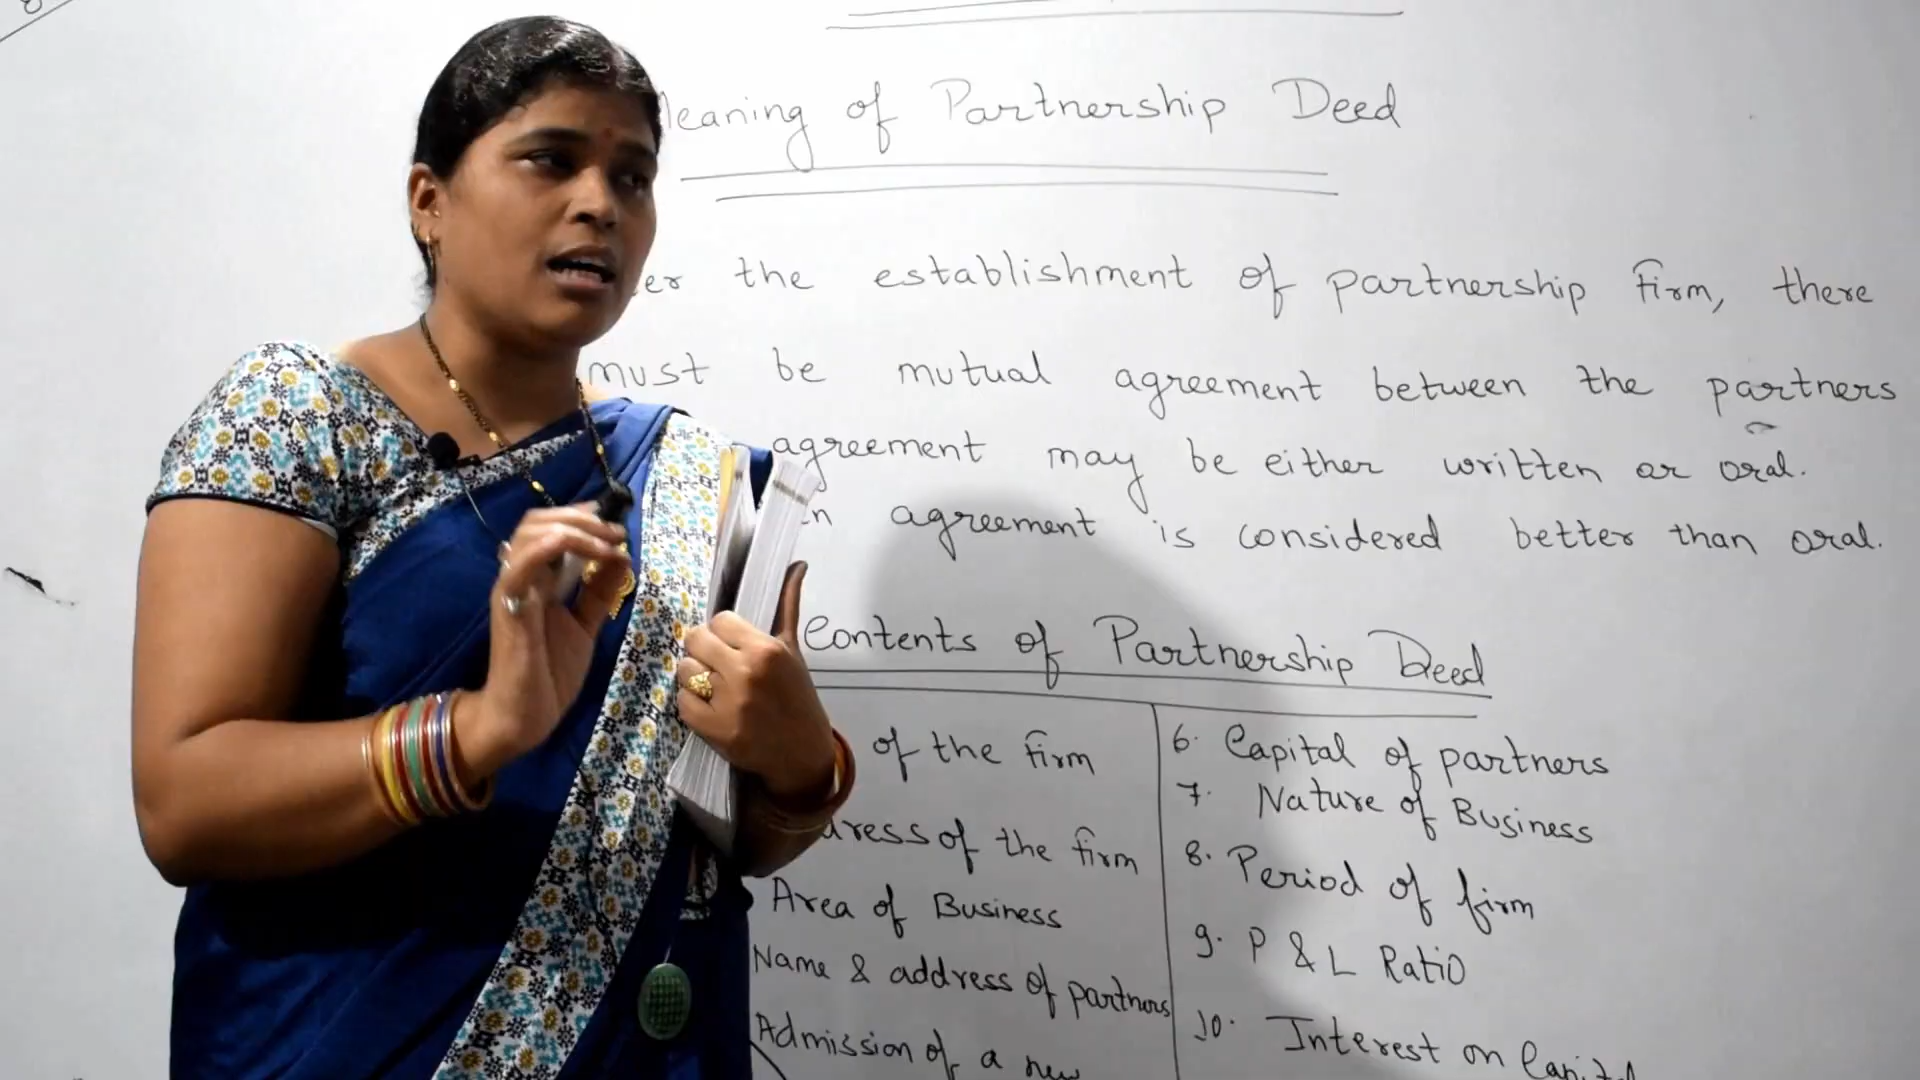 of Partnership Deed
the establishment of partnership firm, there
must be mutual agreement between the partners
agreement may be either written or oral.
agreement is considered better than oral.
Contents of Partnership Deed
of the firm
of the firm
Area of Business
Name & address of partners
Admission of a new
6. Capital of partners
7. Nature of Business
8. Period of firm
9. P & L Ratio
10. Interest on